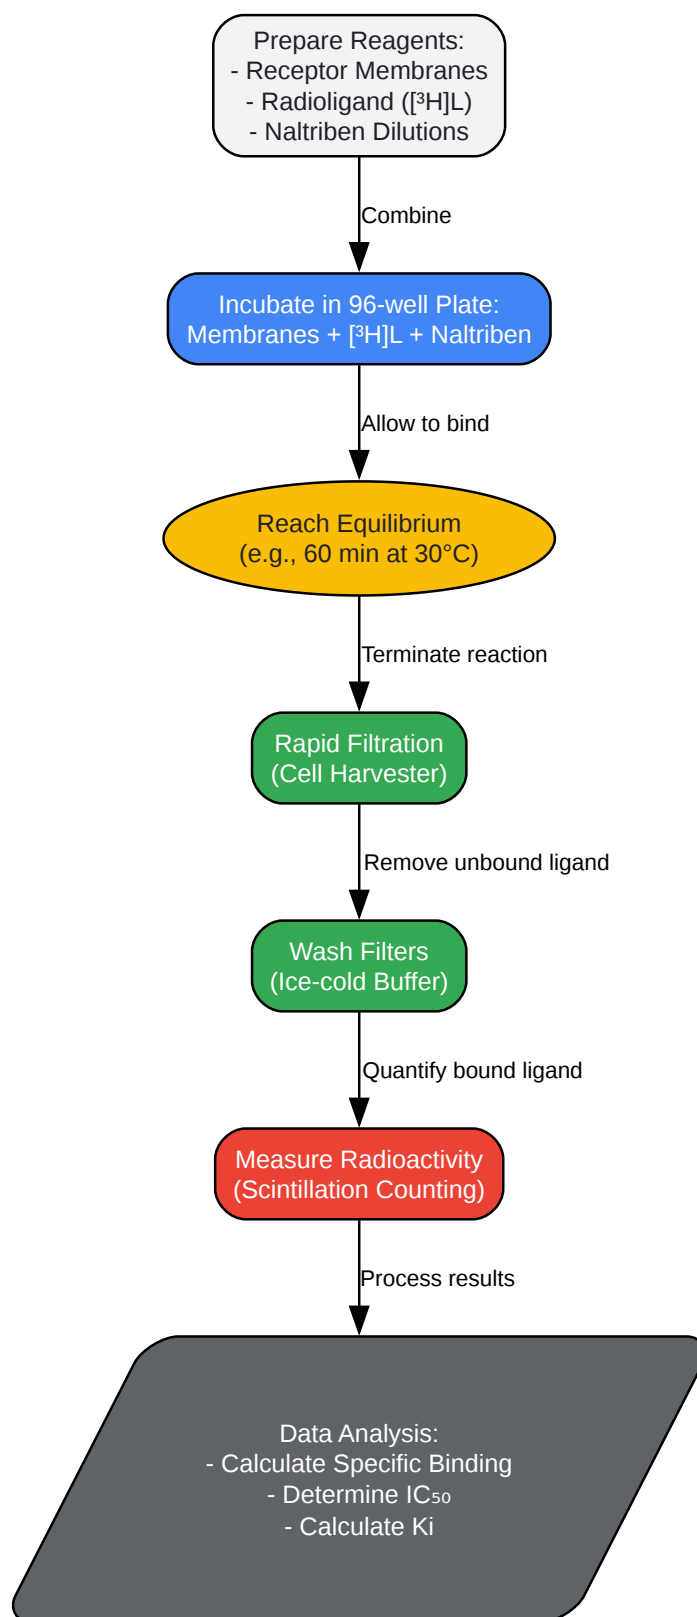 Prepare Reagents:
- Receptor Membranes
- Radioligand ([³H]L)
- Naltriben Dilutions
Combine
Incubate in 96-well Plate:
Membranes + [³H]L + Naltriben
Allow to bind
Reach Equilibrium
(e.g., 60 min at 30°C)
Terminate reaction
Rapid Filtration
(Cell Harvester)
Remove unbound ligand
Wash Filters
(Ice-cold Buffer)
Quantify bound ligand
Measure Radioactivity
(Scintillation Counting)
Process results
Data Analysis:
- Calculate Specific Binding
- Determine IC₅₀
- Calculate Ki